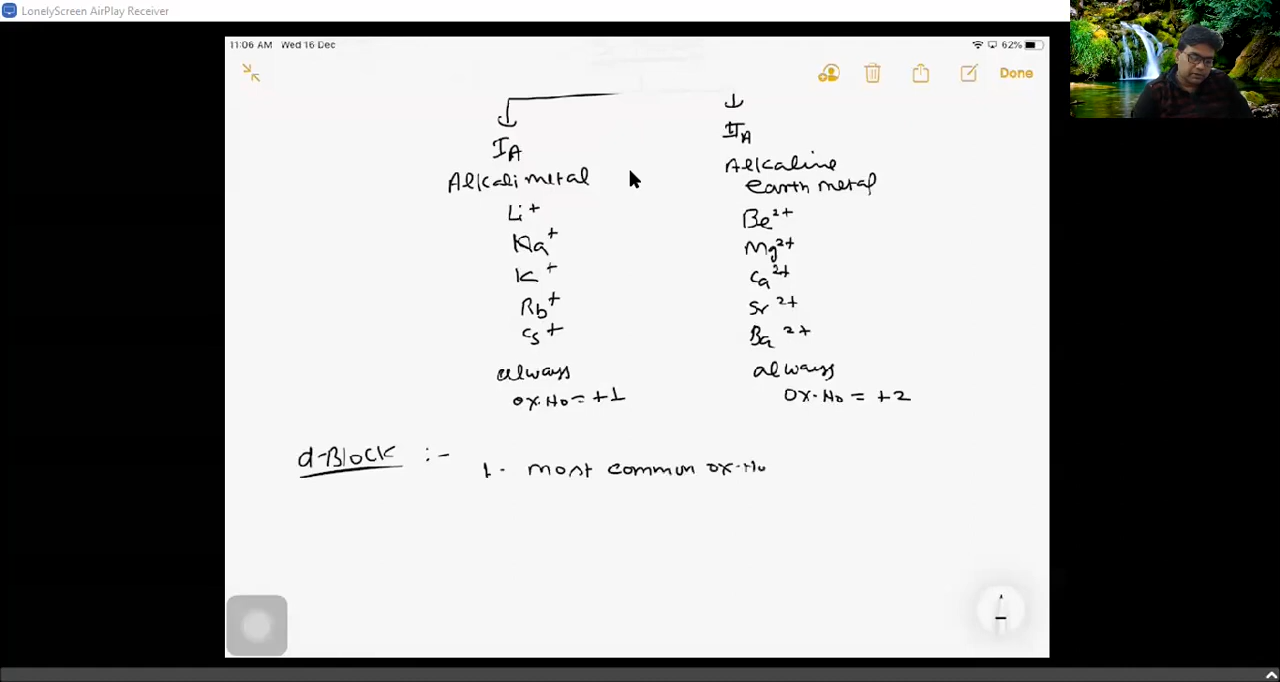 LonelyScreen AirPlay Receiver
11:06 AM Wed 16 Dec
62%
Done
IA
IIA
Alkali metal
Alkaline
earth metal
Li+
Be2+
Na+
Mg2+
K+
Ca2+
Rb+
Sr2+
Cs+
Ba2+
always
always
ox.No = +1
ox.No = +2
d-Block :-
1. most common ox.No